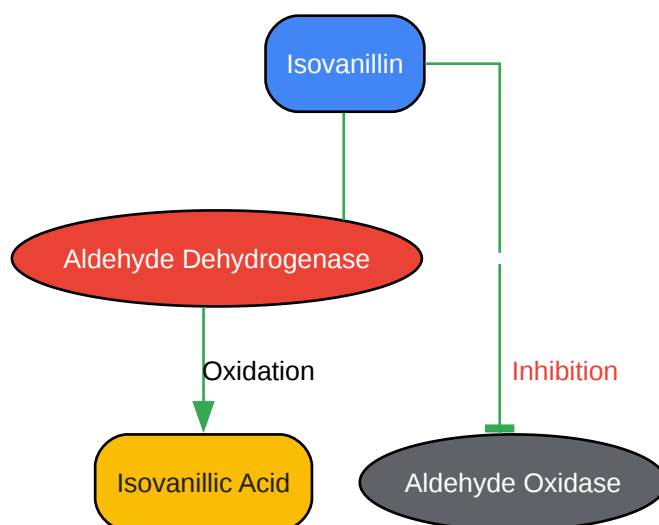 Isovanillin
Aldehyde Dehydrogenase
Oxidation
Inhibition
Isovanillic Acid
Aldehyde Oxidase